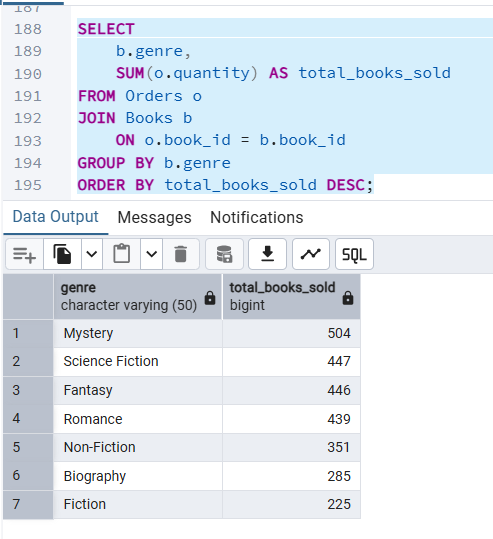 187
188 SELECT
189 b.genre,
190 SUM(o.quantity) AS total_books_sold
191 FROM Orders o
192 JOIN Books b
193 ON o.book_id = b.book_id
194 GROUP BY b.genre
195 ORDER BY total_books_sold DESC;
Data Output Messages Notifications
SQL
genre total_books_sold
character varying (50) bigint
1 Mystery 504
2 Science Fiction 447
3 Fantasy 446
4 Romance 439
5 Non-Fiction 351
6 Biography 285
7 Fiction 225